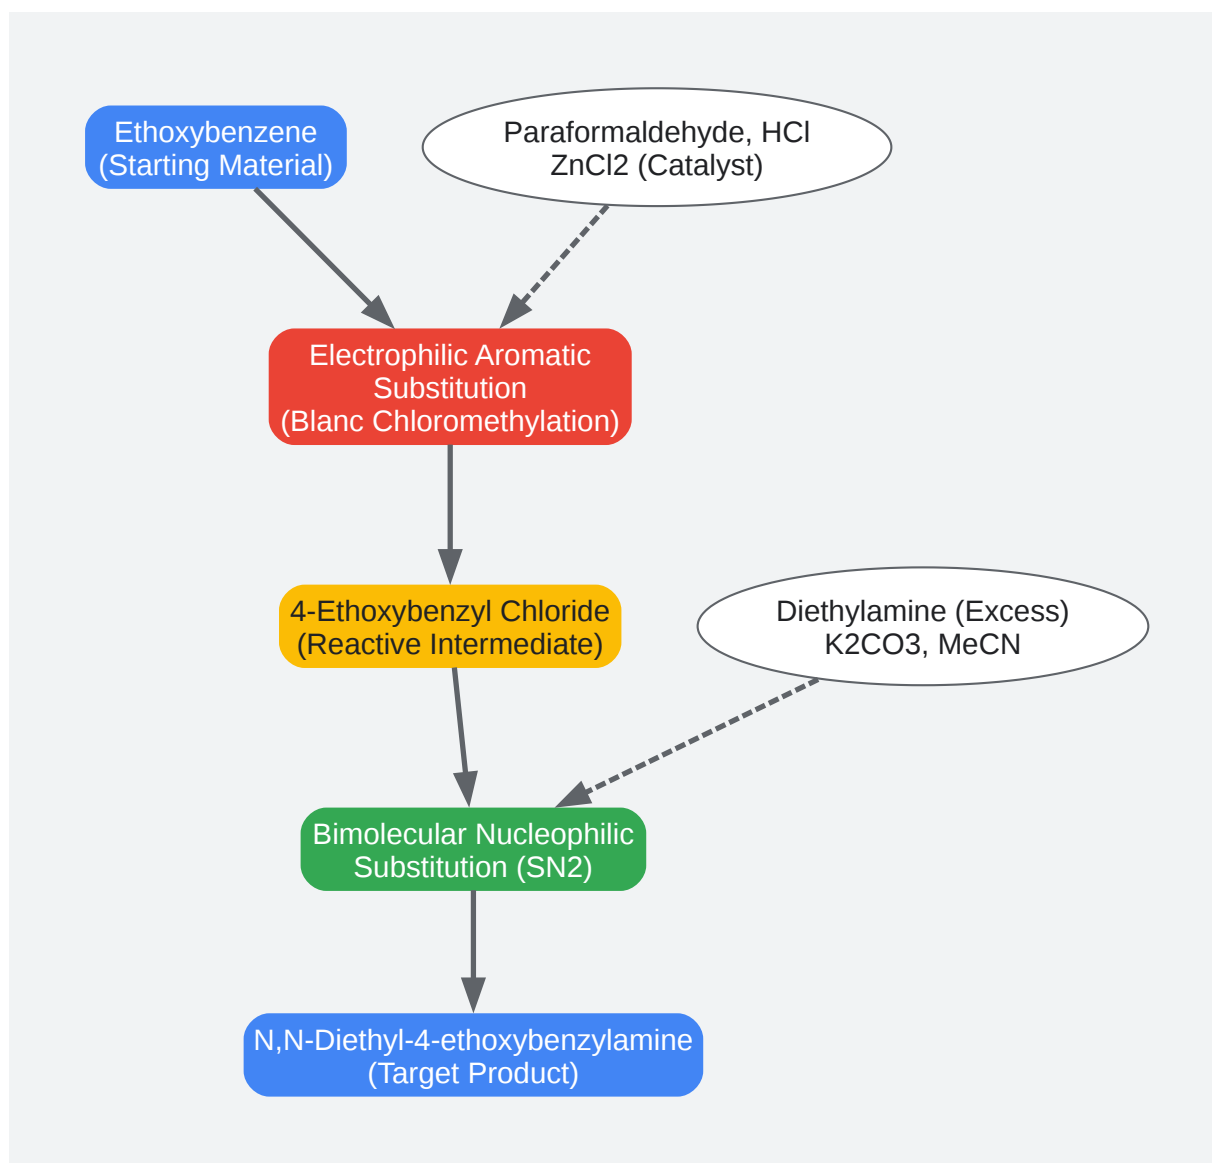 Ethoxybenzene
(Starting Material)
Paraformaldehyde, HCl
ZnCl2 (Catalyst)
Electrophilic Aromatic
Substitution
(Blanc Chloromethylation)
4-Ethoxybenzyl Chloride
(Reactive Intermediate)
Diethylamine (Excess)
K2CO3, MeCN
Bimolecular Nucleophilic
Substitution (SN2)
N,N-Diethyl-4-ethoxybenzylamine
(Target Product)